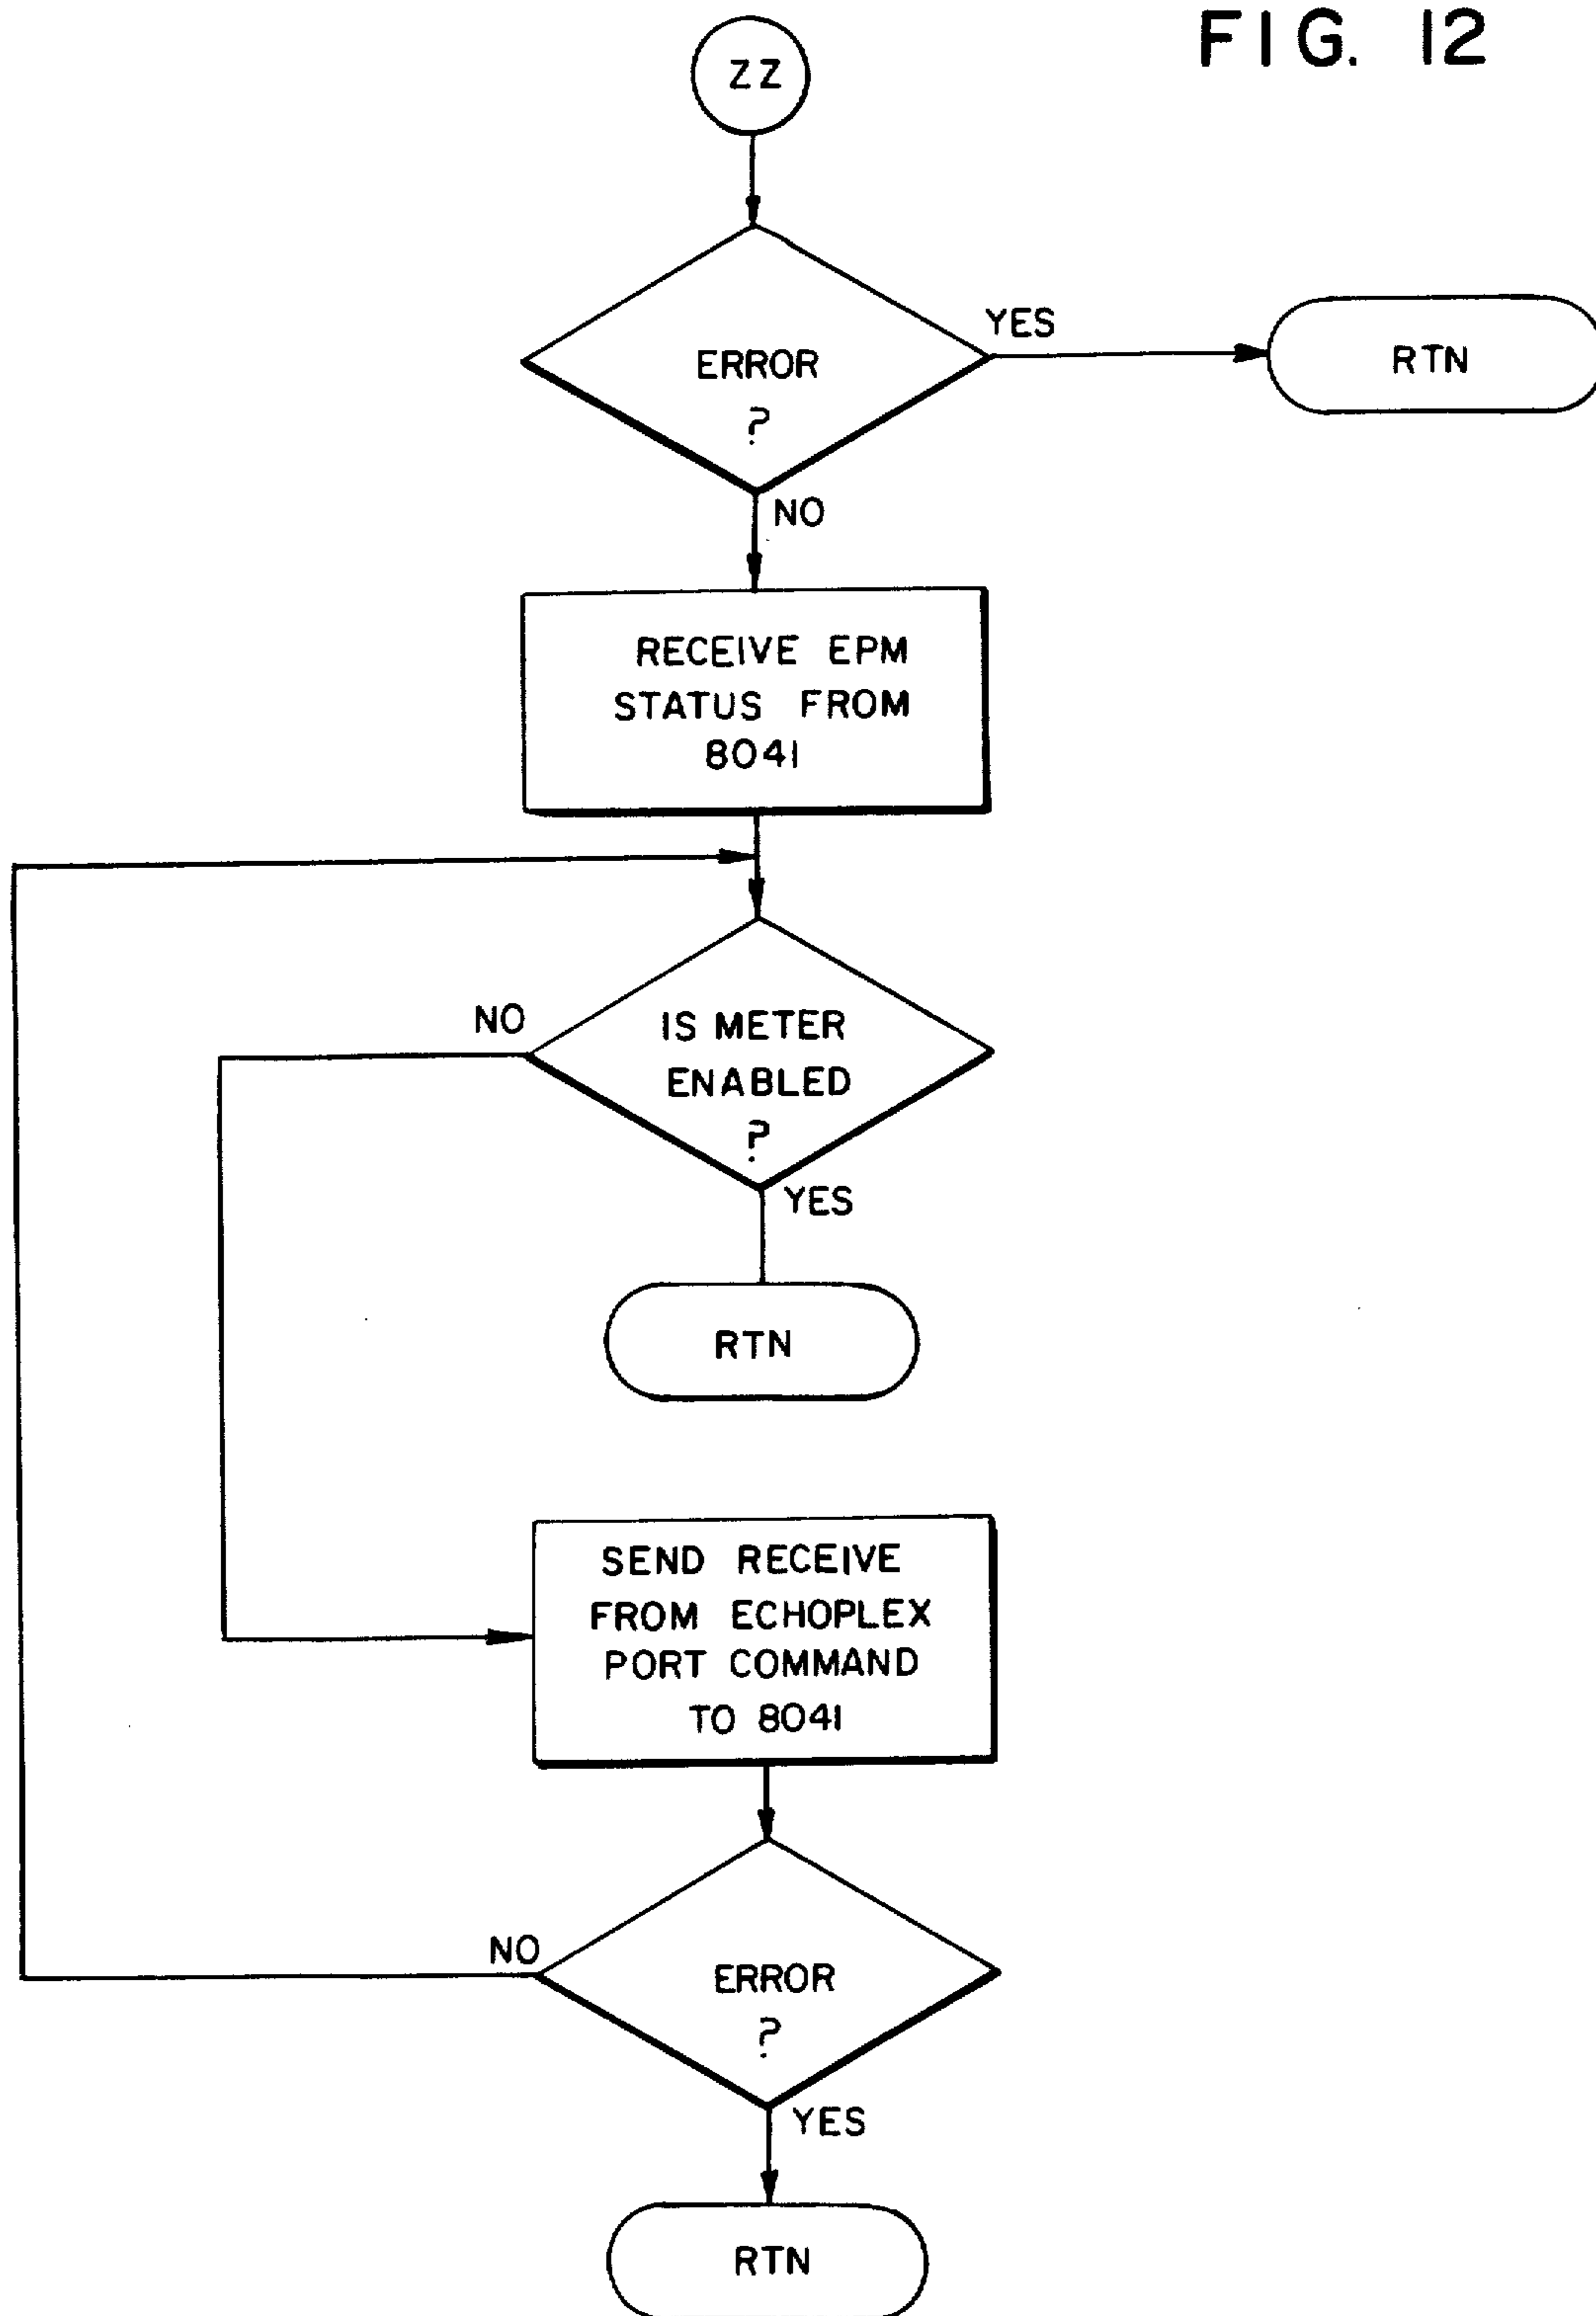 FIG. 12
ZZ
ERROR
?
YES
RTN
NO
RECEIVE EPM
STATUS FROM
8041
NO
IS METER
ENABLED
?
YES
RTN
SEND RECEIVE
FROM ECHOPLEX
PORT COMMAND
TO 8041
NO
ERROR
?
YES
RTN